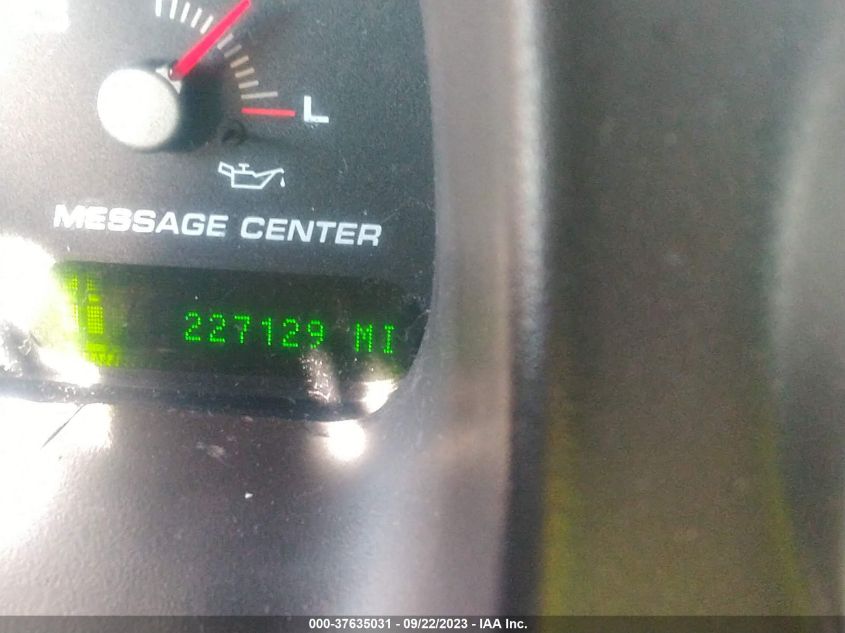 L
MESSAGE CENTER
227129 MI
000-37635031 - 09/22/2023 - IAA Inc.